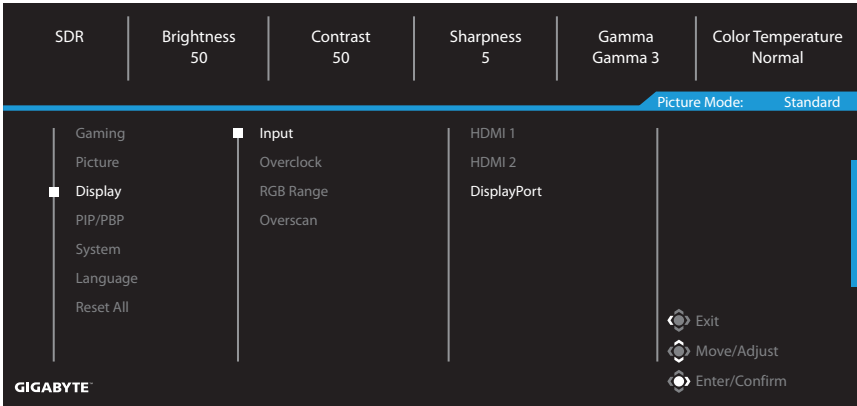 SDR
Brightness
50
Contrast
50
Sharpness
5
Gamma
Gamma 3
Color Temperature
Normal
Picture Mode: Standard
Gaming
Picture
Display
PIP/PBP
System
Language
Reset All
Input
Overclock
RGB Range
Overscan
HDMI 1
HDMI 2
DisplayPort
Exit
Move/Adjust
Enter/Confirm
GIGABYTE™